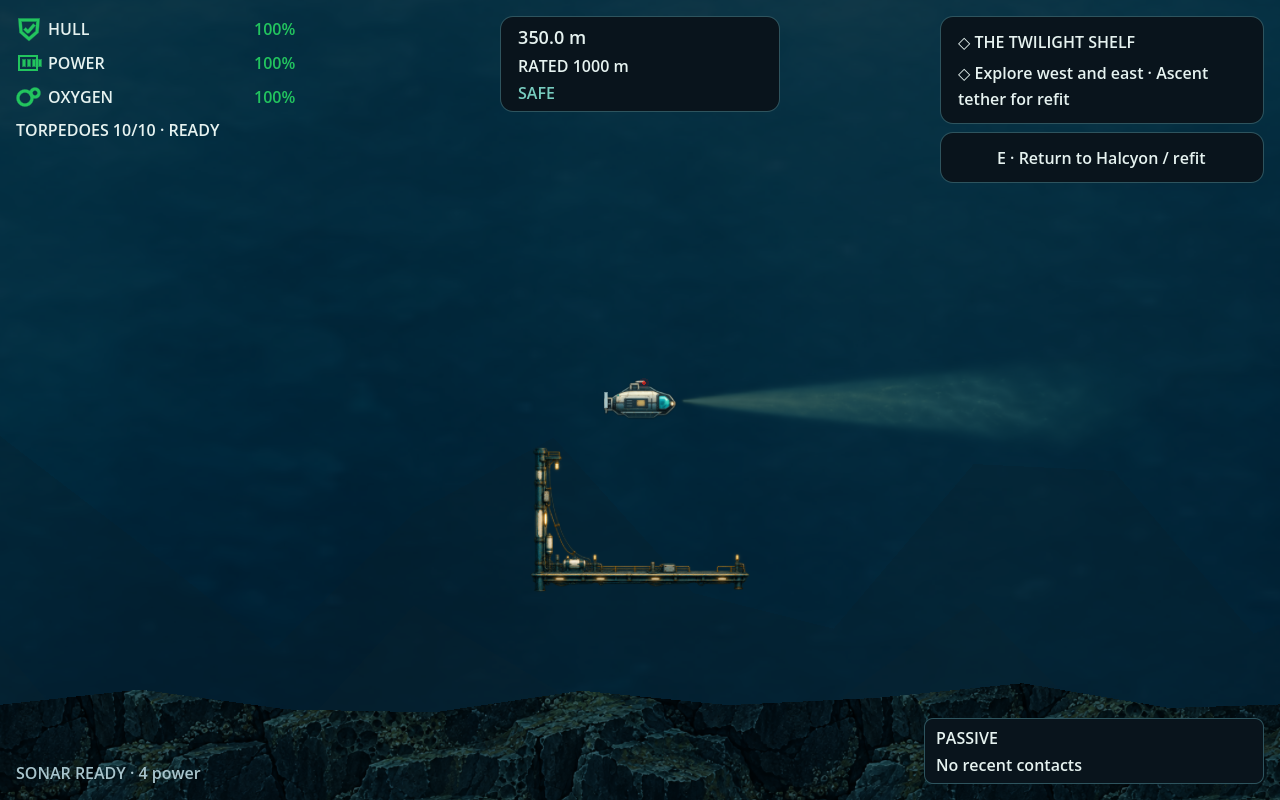 HULL 100%
POWER 100%
OXYGEN 100%
TORPEDOES 10/10 · READY
350.0 m
RATED 1000 m
SAFE
◇ THE TWILIGHT SHELF
◇ Explore west and east · Ascent
tether for refit
E · Return to Halcyon / refit
SONAR READY · 4 power
PASSIVE
No recent contacts